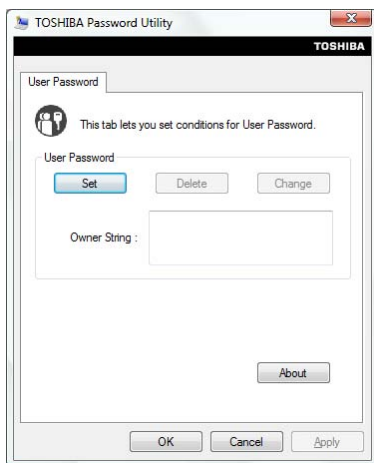 TOSHIBA Password Utility
TOSHIBA
User Password
This tab lets you set conditions for User Password.
User Password
Set Delete Change
Owner String :
About
OK Cancel Apply